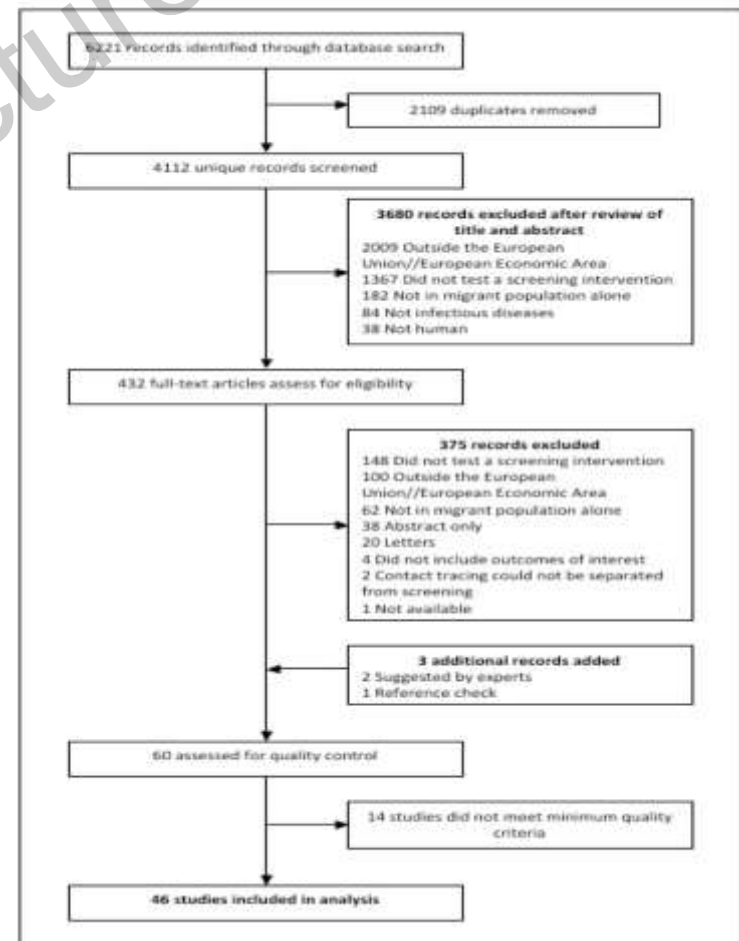 6221 records identified through database search
2109 duplicates removed
4112 unique records screened
3680 records excluded after review of
title and abstract
2009 Outside the European
Union//European Economic Area
1367 Did not test a screening intervention
182 Not in migrant population alone
84 Not infectious diseases
38 Not human
432 full-text articles assess for eligibility
375 records excluded
148 Did not test a screening intervention
100 Outside the European
Union//European Economic Area
62 Not in migrant population alone
38 Abstract only
20 Letters
4 Did not include outcomes of interest
2 Contact tracing could not be separated
from screening
1 Not available
3 additional records added
2 Suggested by experts
1 Reference check
60 assessed for quality control
14 studies did not meet minimum quality
criteria
46 studies included in analysis